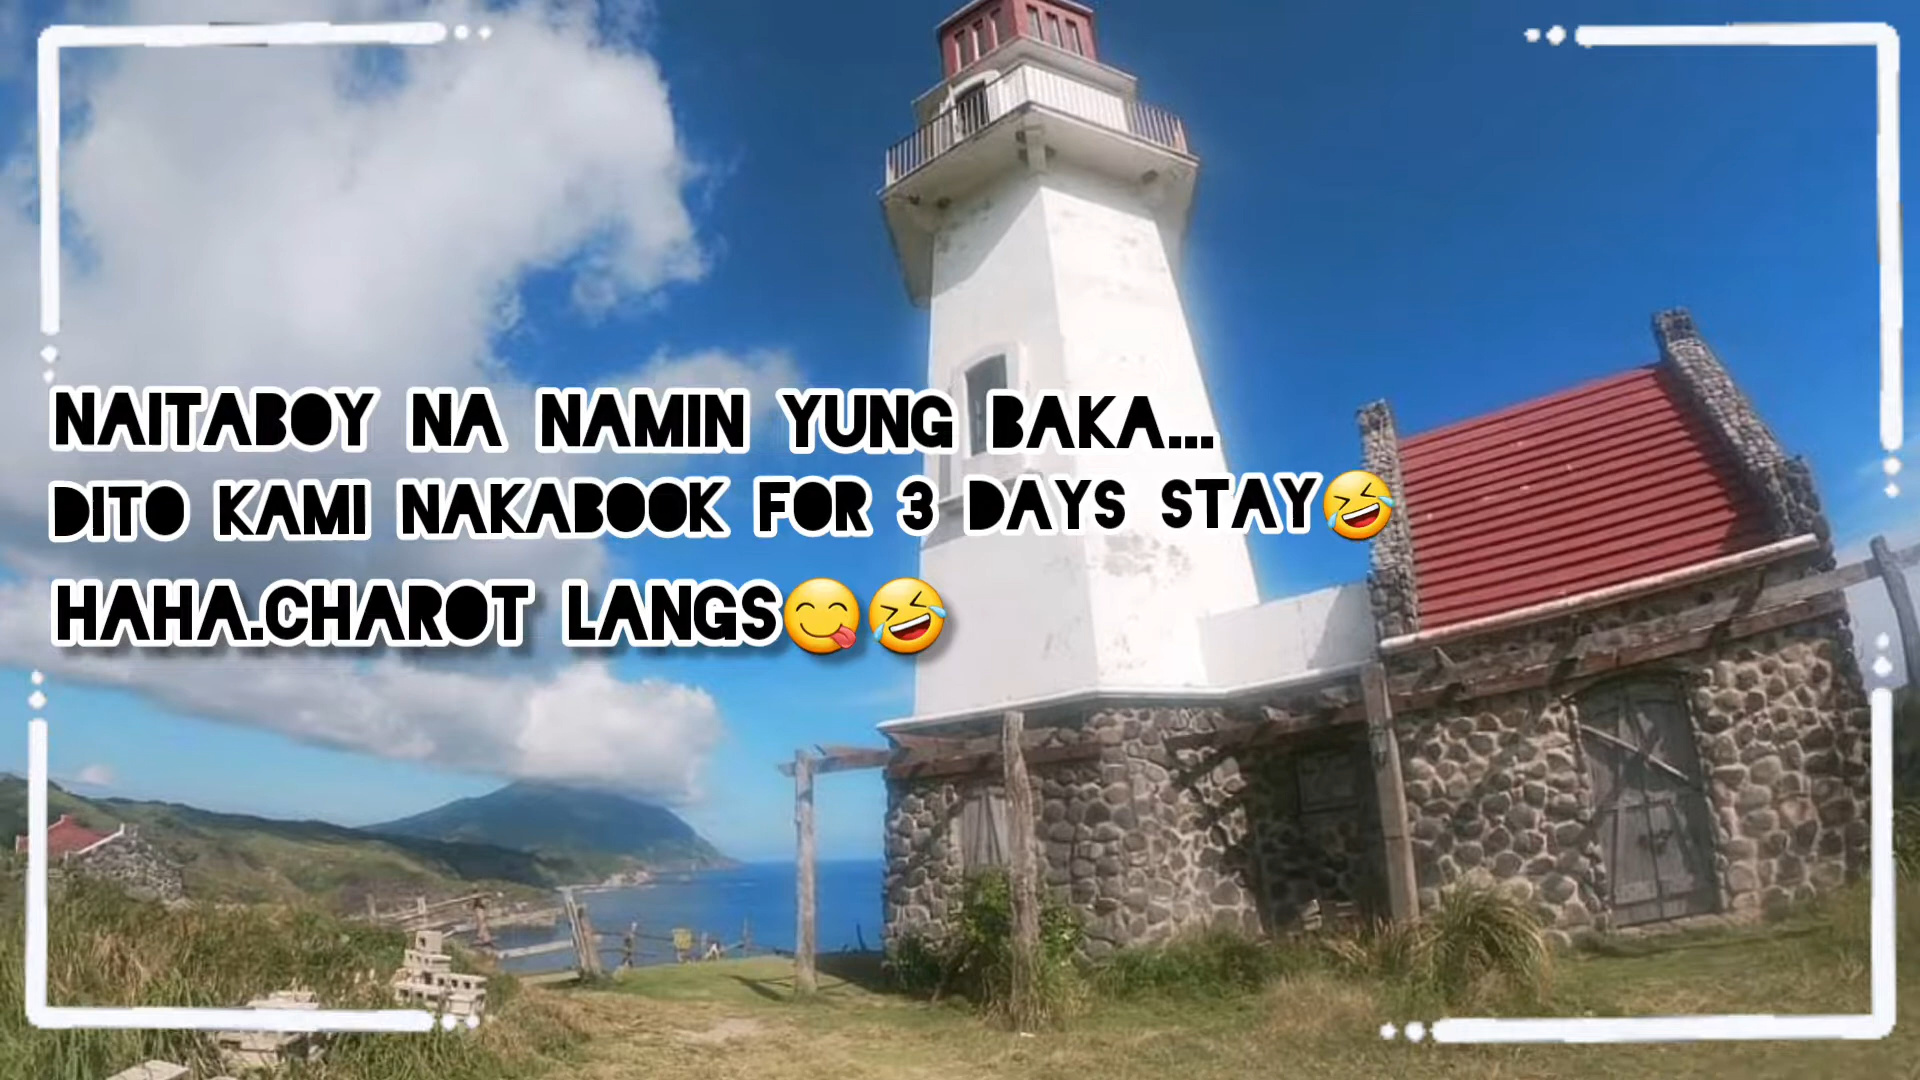 NAITABOY NA NAMIN YUNG BAKA...
DITO KAMI NAKABOOK FOR 3 DAYS STAY🤣
HAHA.CHAROT LANGS😋🤣